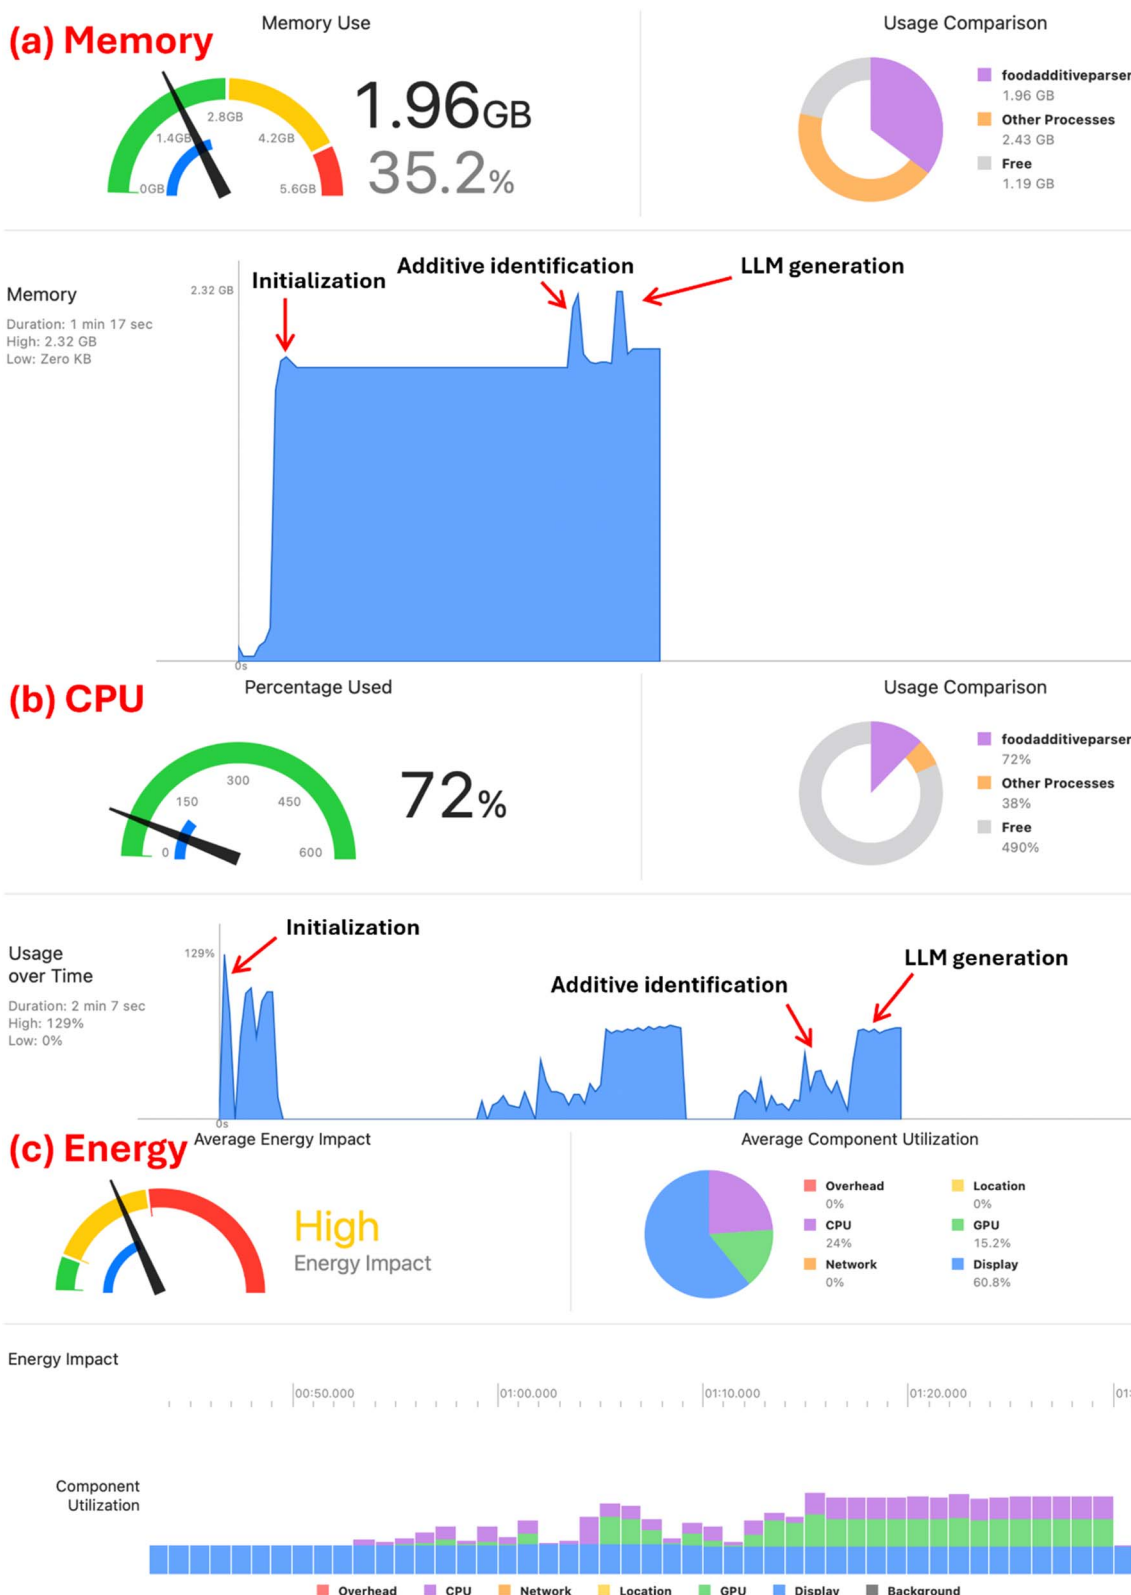 (a) Memory
Memory Use
Usage Comparison
1.96GB
35.2%
0GB
1.4GB
2.8GB
4.2GB
5.6GB
foodadditiveparser
1.96 GB
Other Processes
2.43 GB
Free
1.19 GB
Memory
Duration: 1 min 17 sec
High: 2.32 GB
Low: Zero KB
2.32 GB
Initialization
Additive identification
LLM generation
0s
(b) CPU
Percentage Used
Usage Comparison
0
150
300
450
600
72%
foodadditiveparser
72%
Other Processes
38%
Free
490%
Usage
over Time
Duration: 2 min 7 sec
High: 129%
Low: 0%
129%
Initialization
Additive identification
LLM generation
0s
(c) Energy
Average Energy Impact
Average Component Utilization
High
Energy Impact
Overhead
0%
Location
0%
CPU
24%
GPU
15.2%
Network
0%
Display
60.8%
Energy Impact
00:50.000
01:00.000
01:10.000
01:20.000
01:
Component
Utilization
Overhead CPU Network Location GPU Display Background